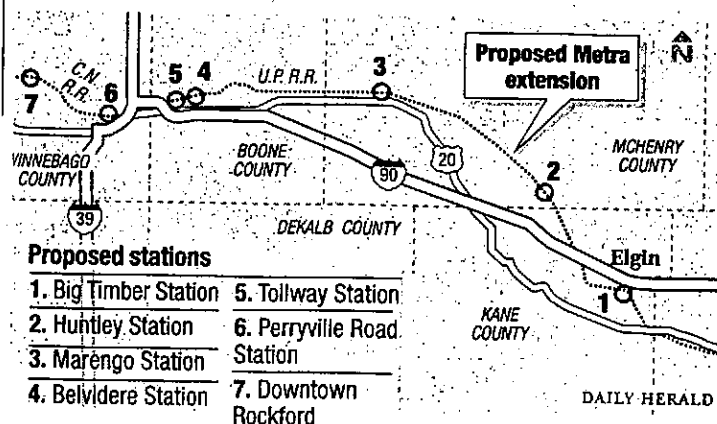 C.N.
R.R.
7
6
5
4
U.P. R.R.
3
Proposed Metra
extension
N
WINNEBAGO
COUNTY
BOONE
COUNTY
20
MCHENRY
COUNTY
90
2
39
DEKALB COUNTY
Elgin
1
KANE
COUNTY
Proposed stations
1. Big Timber Station
2. Huntley Station
3. Marengo Station
4. Belvidere Station
5. Tollway Station
6. Perryville Road
Station
7. Downtown
Rockford
DAILY HERALD